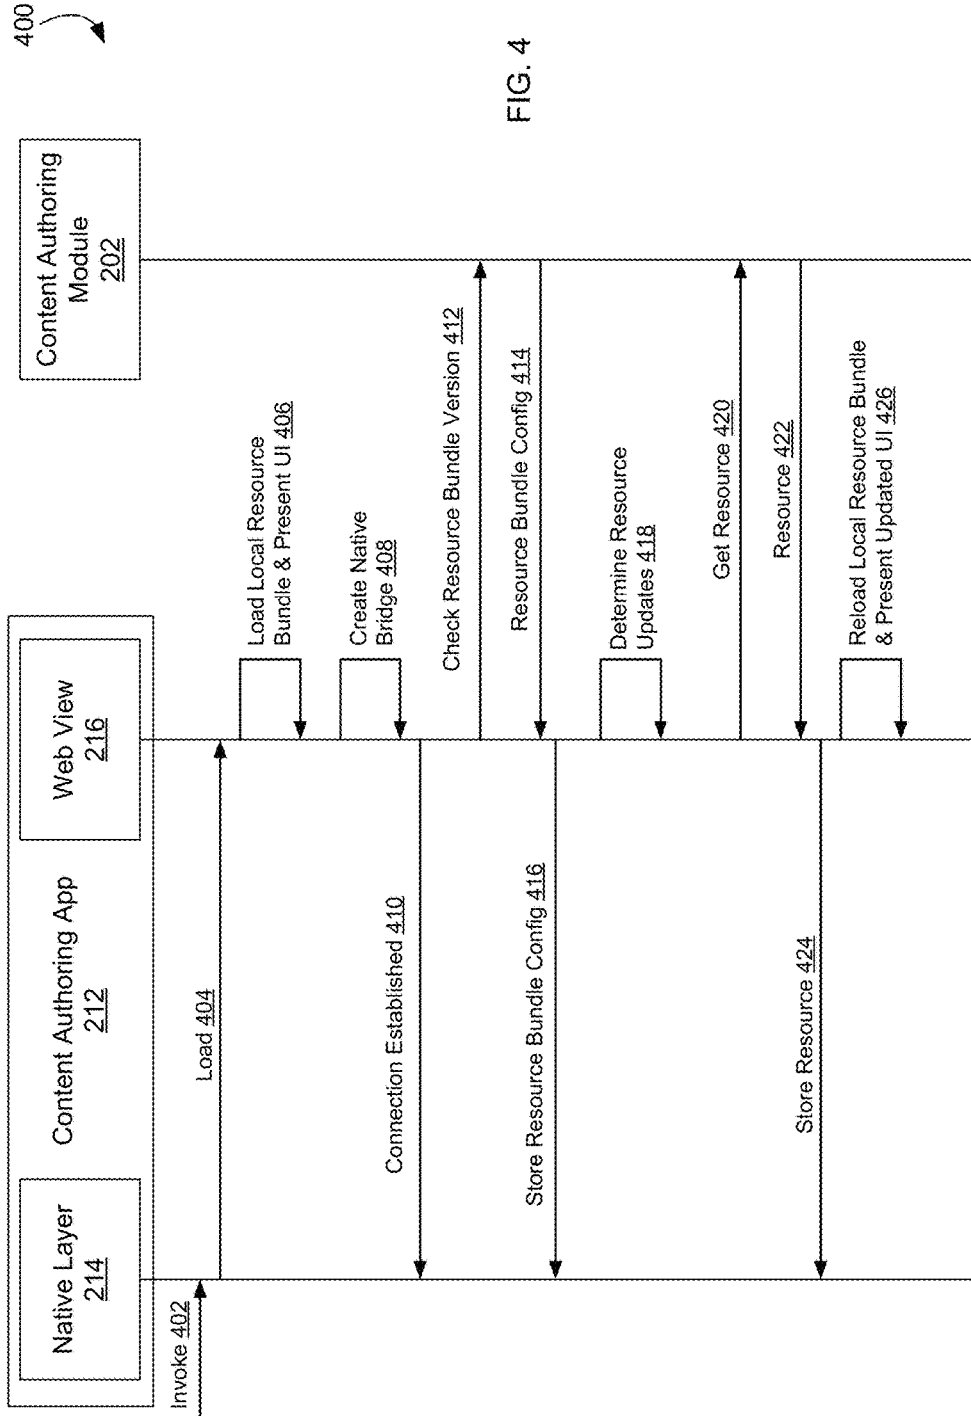 400
Native Layer
214
Content Authoring App
212
Web View
216
Content Authoring
Module
202
Invoke 402
Load 404
Load Local Resource
Bundle & Present UI 406
Create Native
Bridge 408
Connection Established 410
Check Resource Bundle Version 412
Resource Bundle Config 414
Store Resource Bundle Config 416
Determine Resource
Updates 418
Get Resource 420
Resource 422
Store Resource 424
Reload Local Resource Bundle
& Present Updated UI 426
FIG. 4